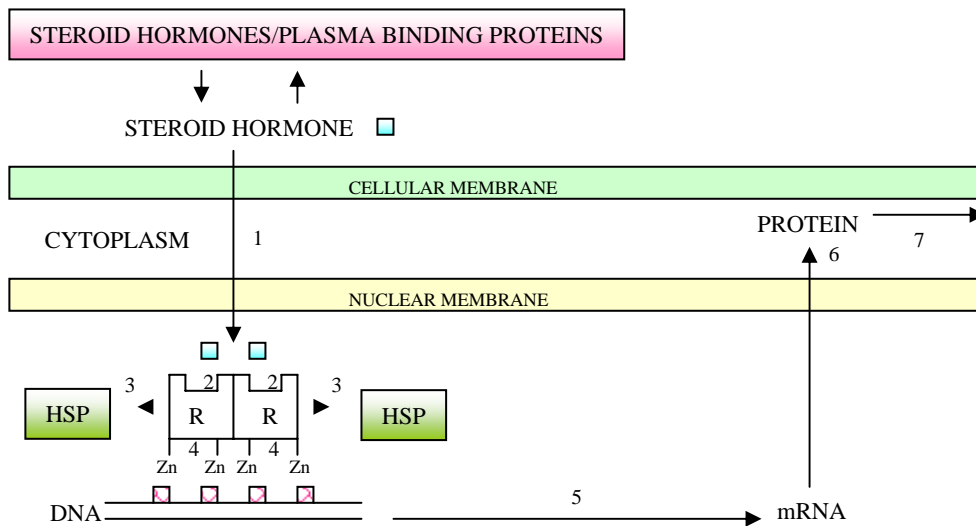 STEROID HORMONES/PLASMA BINDING PROTEINS
STEROID HORMONE
CELLULAR MEMBRANE
PROTEIN
CYTOPLASM 1 6 7
NUCLEAR MEMBRANE
3 2 2 3
HSP R R HSP
4 4
Zn Zn Zn Zn
5
DNA mRNA